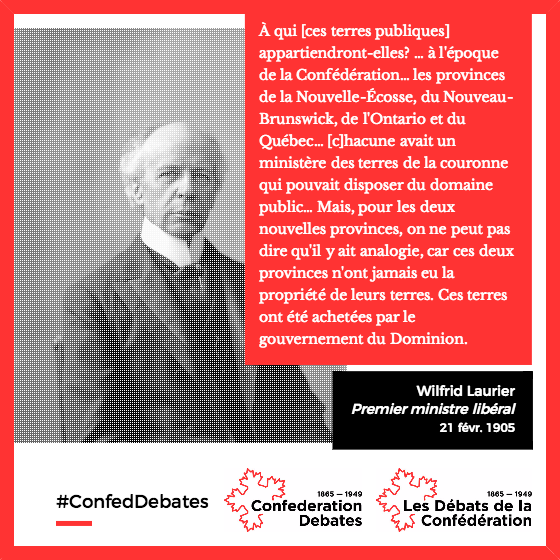 À qui [ces terres publiques]
appartiendront-elles? ... à l'époque
de la Confédération... les provinces
de la Nouvelle-Écosse, du Nouveau-
Brunswick, de l'Ontario et du
Québec... [c]hacune avait un
ministère des terres de la couronne
qui pouvait disposer du domaine
public... Mais, pour les deux
nouvelles provinces, on ne peut pas
dire qu'il y ait analogie, car ces deux
provinces n'ont jamais eu la
propriété de leurs terres. Ces terres
ont été achetées par le
gouvernement du Dominion.
Wilfrid Laurier
Premier ministre libéral
21 févr. 1905
#ConfedDebates
1865 — 1949
Confederation
Debates
1865 — 1949
Les Débats de la
Confédération